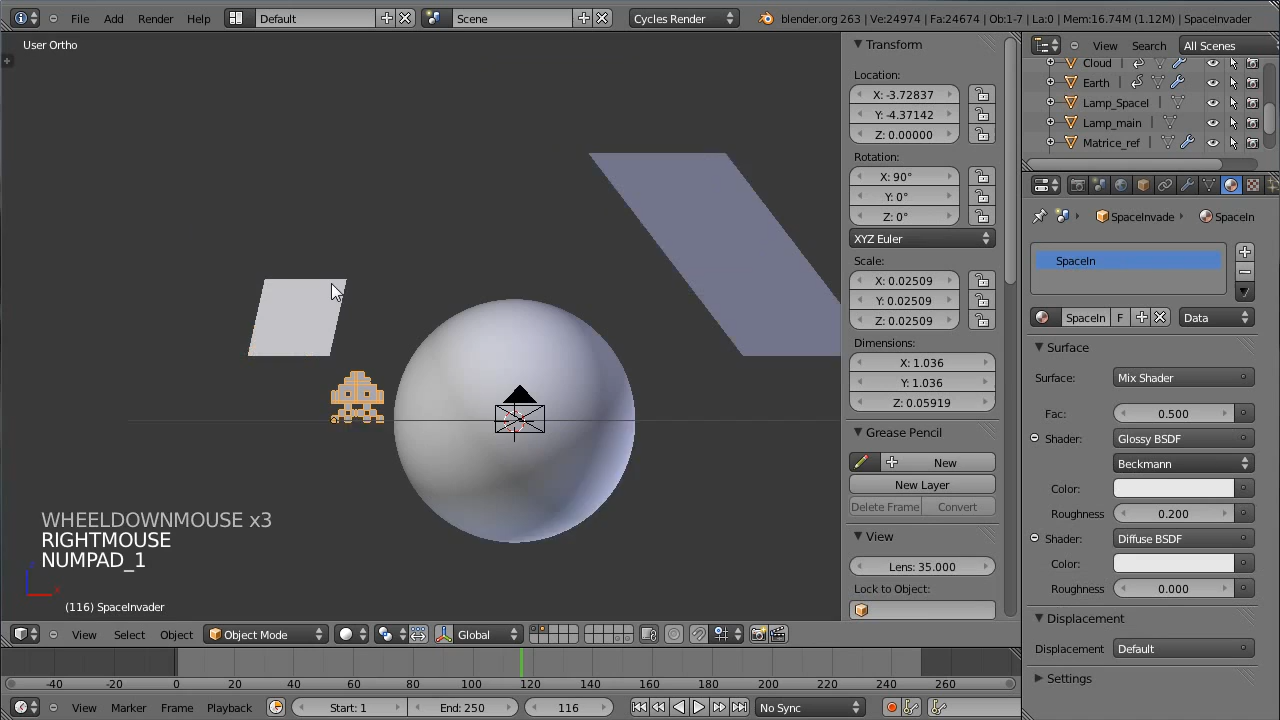 File Add Render Help Default Scene Cycles Render blender.org 263 | Ve:24974 | Fa:24674 | Ob:1-7 | La:0 | Mem:16.74M (1.12M) | SpaceInvader
User Ortho
WHEELDOWNMOUSE x3
RIGHTMOUSE
NUMPAD_1
(116) SpaceInvader
Transform
Location:
X: -3.72837
Y: -4.37142
Z: 0.00000
Rotation:
X: 90°
Y: 0°
Z: 0°
XYZ Euler
Scale:
X: 0.02509
Y: 0.02509
Z: 0.02509
Dimensions:
X: 1.036
Y: 1.036
Z: 0.05919
Grease Pencil
New
New Layer
Delete Frame Convert
View
Lens: 35.000
Lock to Object:
View Search All Scenes
Cloud
Earth
Lamp_SpaceI
Lamp_main
Matrice_ref
SpaceInvade SpaceIn
SpaceIn
SpaceIn F Data
Surface
Surface: Mix Shader
Fac: 0.500
Shader: Glossy BSDF
Beckmann
Color:
Roughness 0.200
Shader: Diffuse BSDF
Color:
Roughness 0.000
Displacement
Displacement Default
Settings
View Select Object Object Mode Global
-40 -20 0 20 40 60 80 100 120 140 160 180 200 220 240 260
View Marker Frame Playback Start: 1 End: 250 116 No Sync